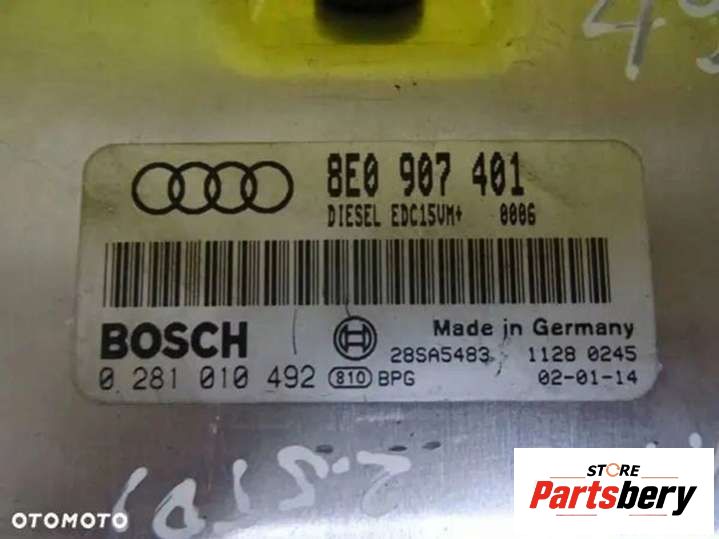 8E0 907 401
DIESEL EDC15VM+ 0006
BOSCH
Made in Germany
28SA5483 1128 0245
0 281 010 492 810 BPG 02-01-14
STORE
Partsbery
OTOMOTO